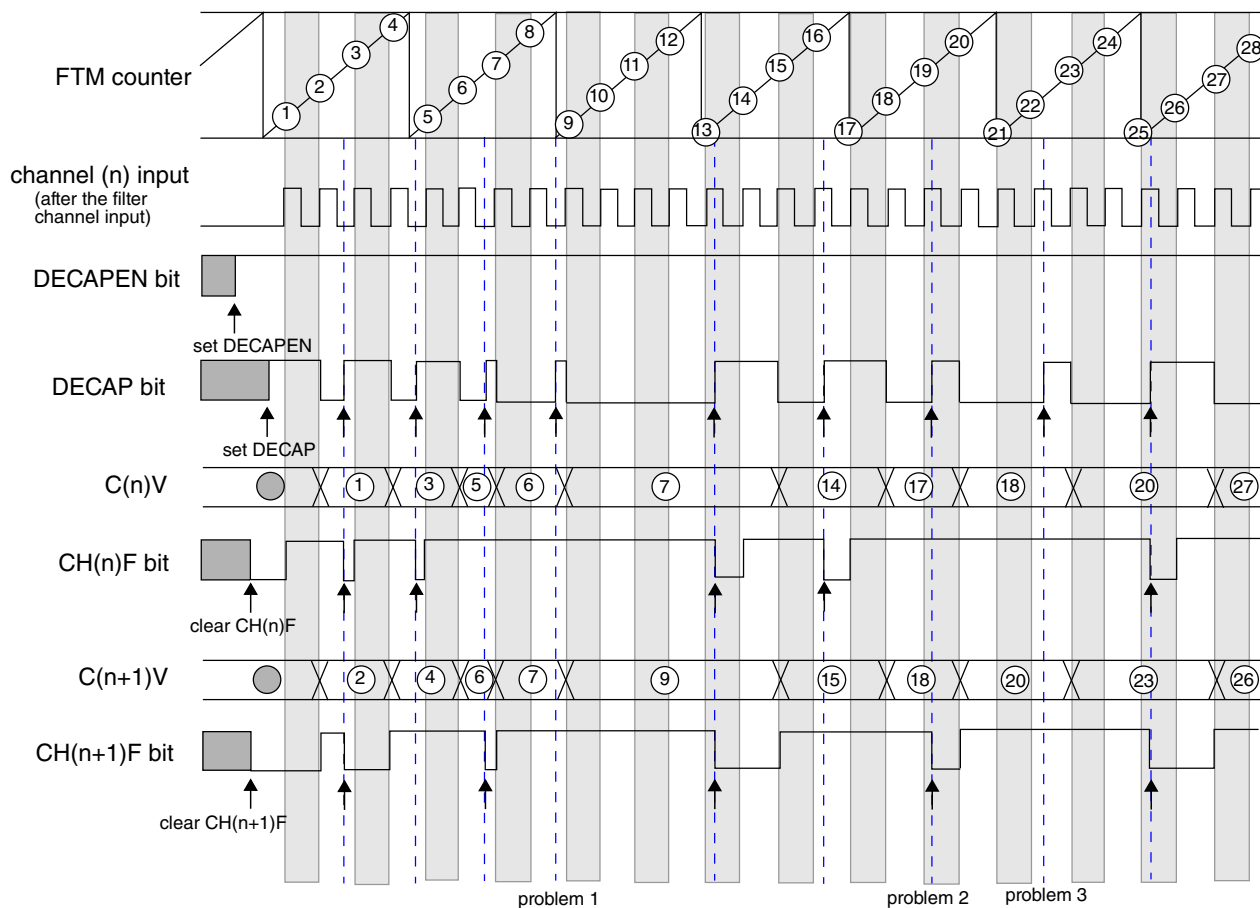 4 8 12 16 20 24 28
3 7 11 15 19 23 27
FTM counter
2 6 10 14 18 22 26
1 5 9 13 17 21 25
channel (n) input
(after the filter
channel input)
DECAPEN bit
set DECAPEN
DECAP bit
set DECAP
C(n)V 1 3 5 6 7 14 17 18 20 27
CH(n)F bit
clear CH(n)F
C(n+1)V 2 4 6 7 9 15 18 20 23 26
CH(n+1)F bit
clear CH(n+1)F
problem 1 problem 2 problem 3